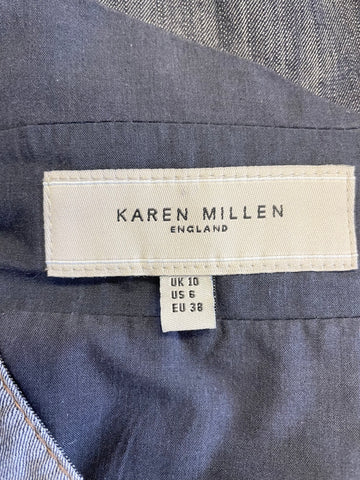 KAREN MILLEN
ENGLAND
UK 10
US 6
EU 38